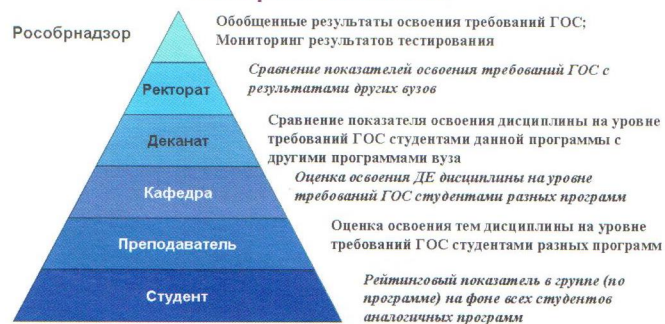 Рособрнадзор
Обобщенные результаты освоения требований ГОС;
Мониторинг результатов тестирования
Ректорат
Сравнение показателей освоения требований ГОС с
результатами других вузов
Деканат
Сравнение показателя освоения дисциплины на уровне
требований ГОС студентами данной программы с
другими программами вуза
Кафедра
Оценка освоения ДЕ дисциплины на уровне
требований ГОС студентами разных программ
Преподаватель
Оценка освоения тем дисциплины на уровне
требований ГОС студентами разных программ
Студент
Рейтинговый показатель в группе (по
программе) на фоне всех студентов
аналогичных программ